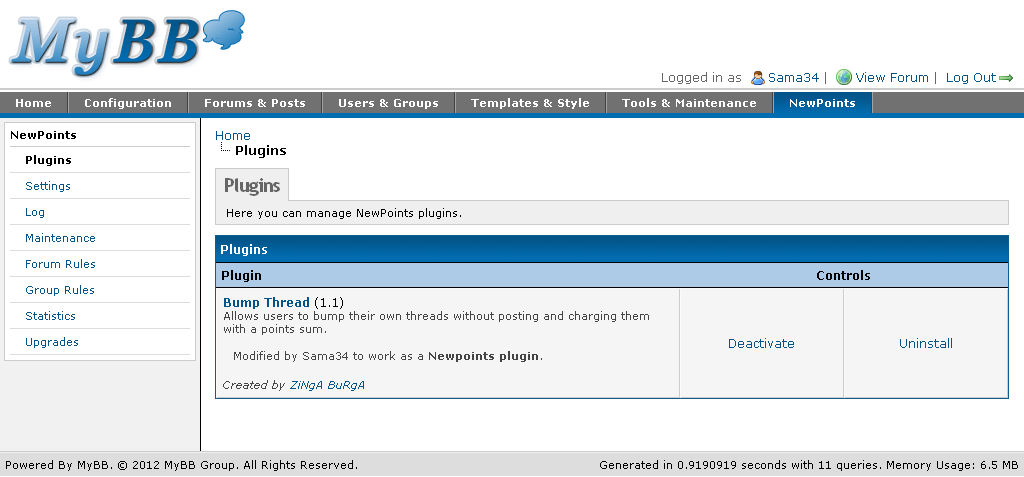 MyBB
Logged in as Sama34 | View Forum | Log Out
Home Configuration Forums & Posts Users & Groups Templates & Style Tools & Maintenance NewPoints
NewPoints
Plugins
Settings
Log
Maintenance
Forum Rules
Group Rules
Statistics
Upgrades
Home
Plugins
Plugins
Here you can manage NewPoints plugins.
Plugins
Plugin Controls
Bump Thread (1.1)
Allows users to bump their own threads without posting and charging them
with a points sum.
Modified by Sama34 to work as a Newpoints plugin.
Created by ZiNgA BuRgA
Deactivate
Uninstall
Powered By MyBB. © 2012 MyBB Group. All Rights Reserved.
Generated in 0.9190919 seconds with 11 queries. Memory Usage: 6.5 MB